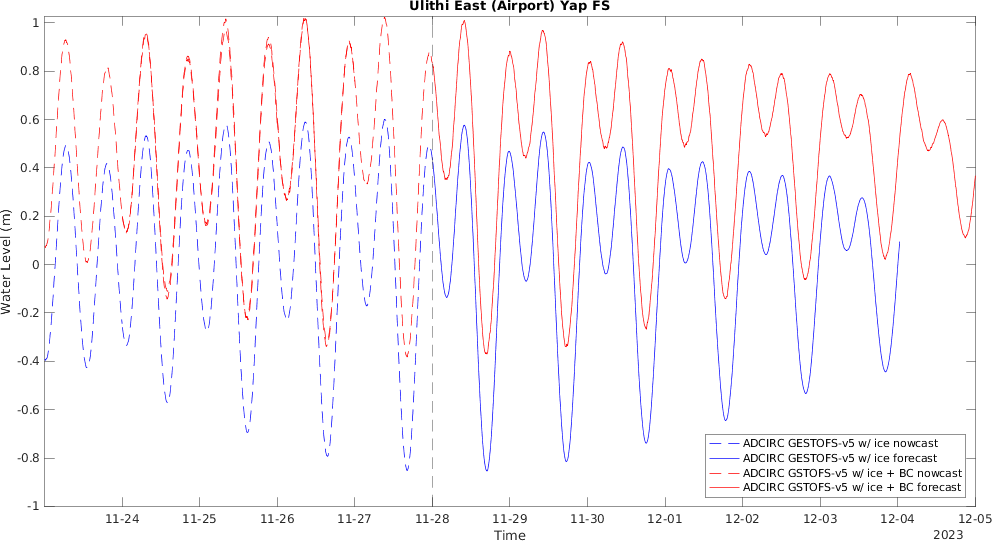 Ulithi East (Airport) Yap FS
1
0.8
0.6
0.4
0.2
0
-0.2
-0.4
-0.6
-0.8
-1
Water Level (m)
ADCIRC GESTOFS-v5 w/ ice nowcast
ADCIRC GESTOFS-v5 w/ ice forecast
ADCIRC GSTOFS-v5 w/ ice + BC nowcast
ADCIRC GSTOFS-v5 w/ ice + BC forecast
11-24 11-25 11-26 11-27 11-28 11-29 11-30 12-01 12-02 12-03 12-04 12-05
Time
2023